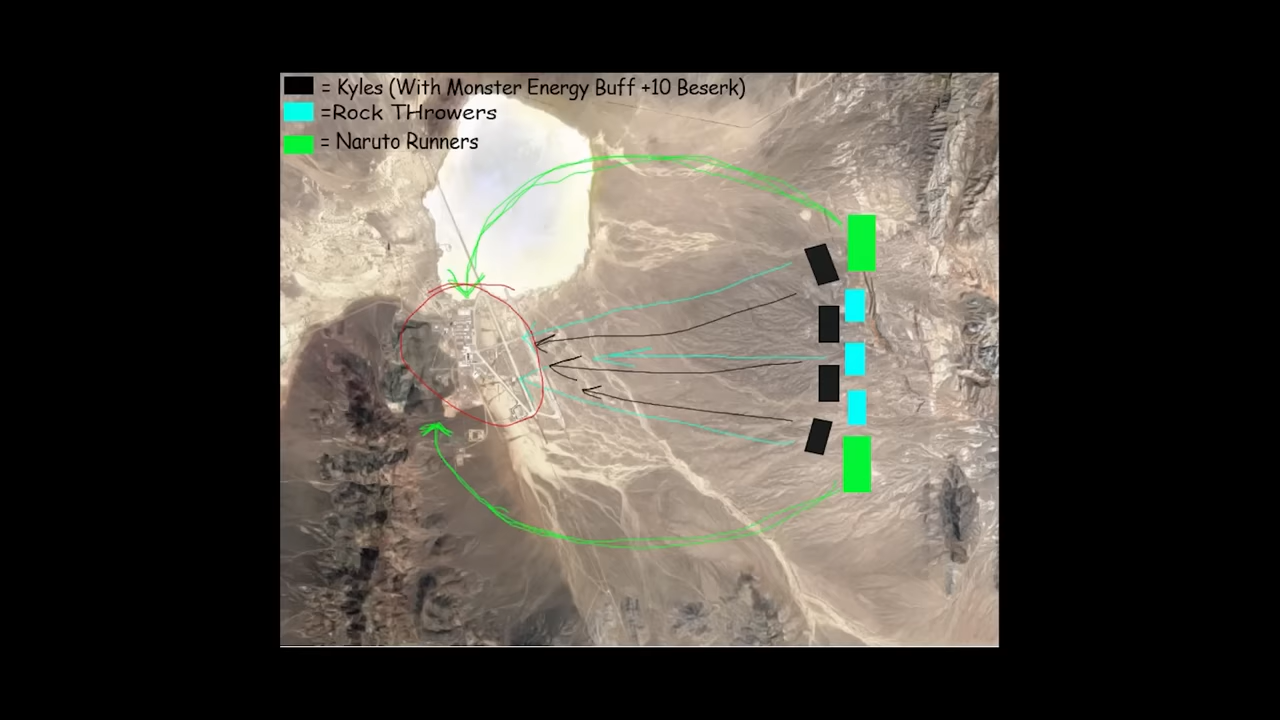 = Kyles (With Monster Energy Buff +10 Beserk)
=Rock THrowers
= Naruto Runners